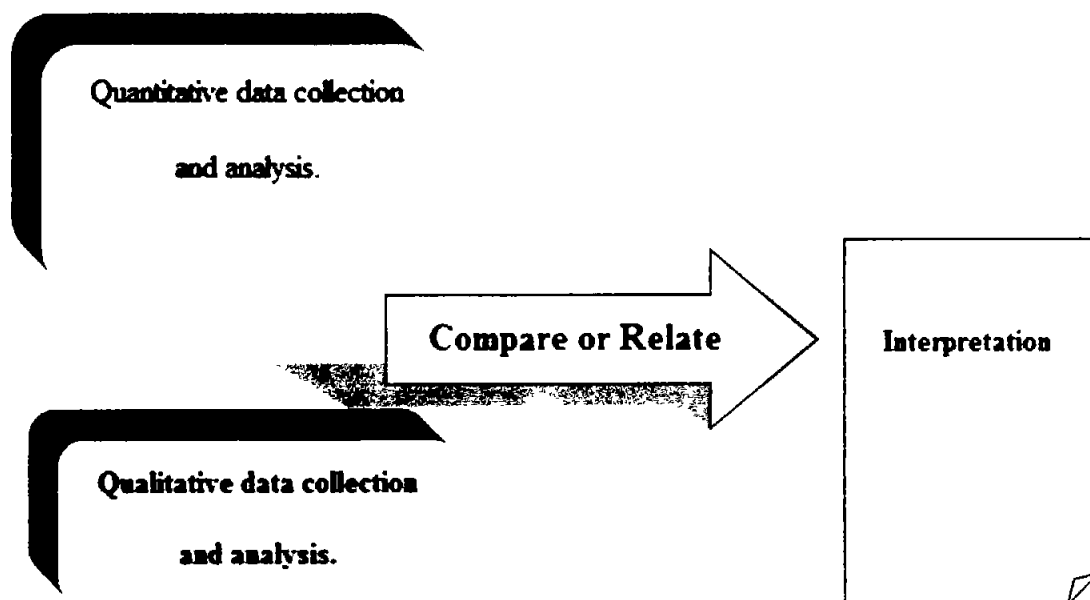 Quantitative data collection
and analysis.
Compare or Relate
Interpretation
Qualitative data collection
and analysis.